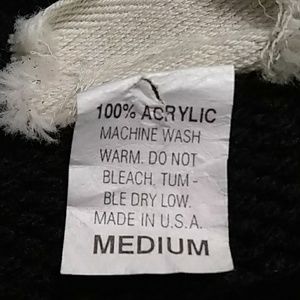 100% ACRYLIC
MACHINE WASH
WARM. DO NOT
BLEACH. TUM -
BLE DRY LOW.
MADE IN U.S.A.
MEDIUM